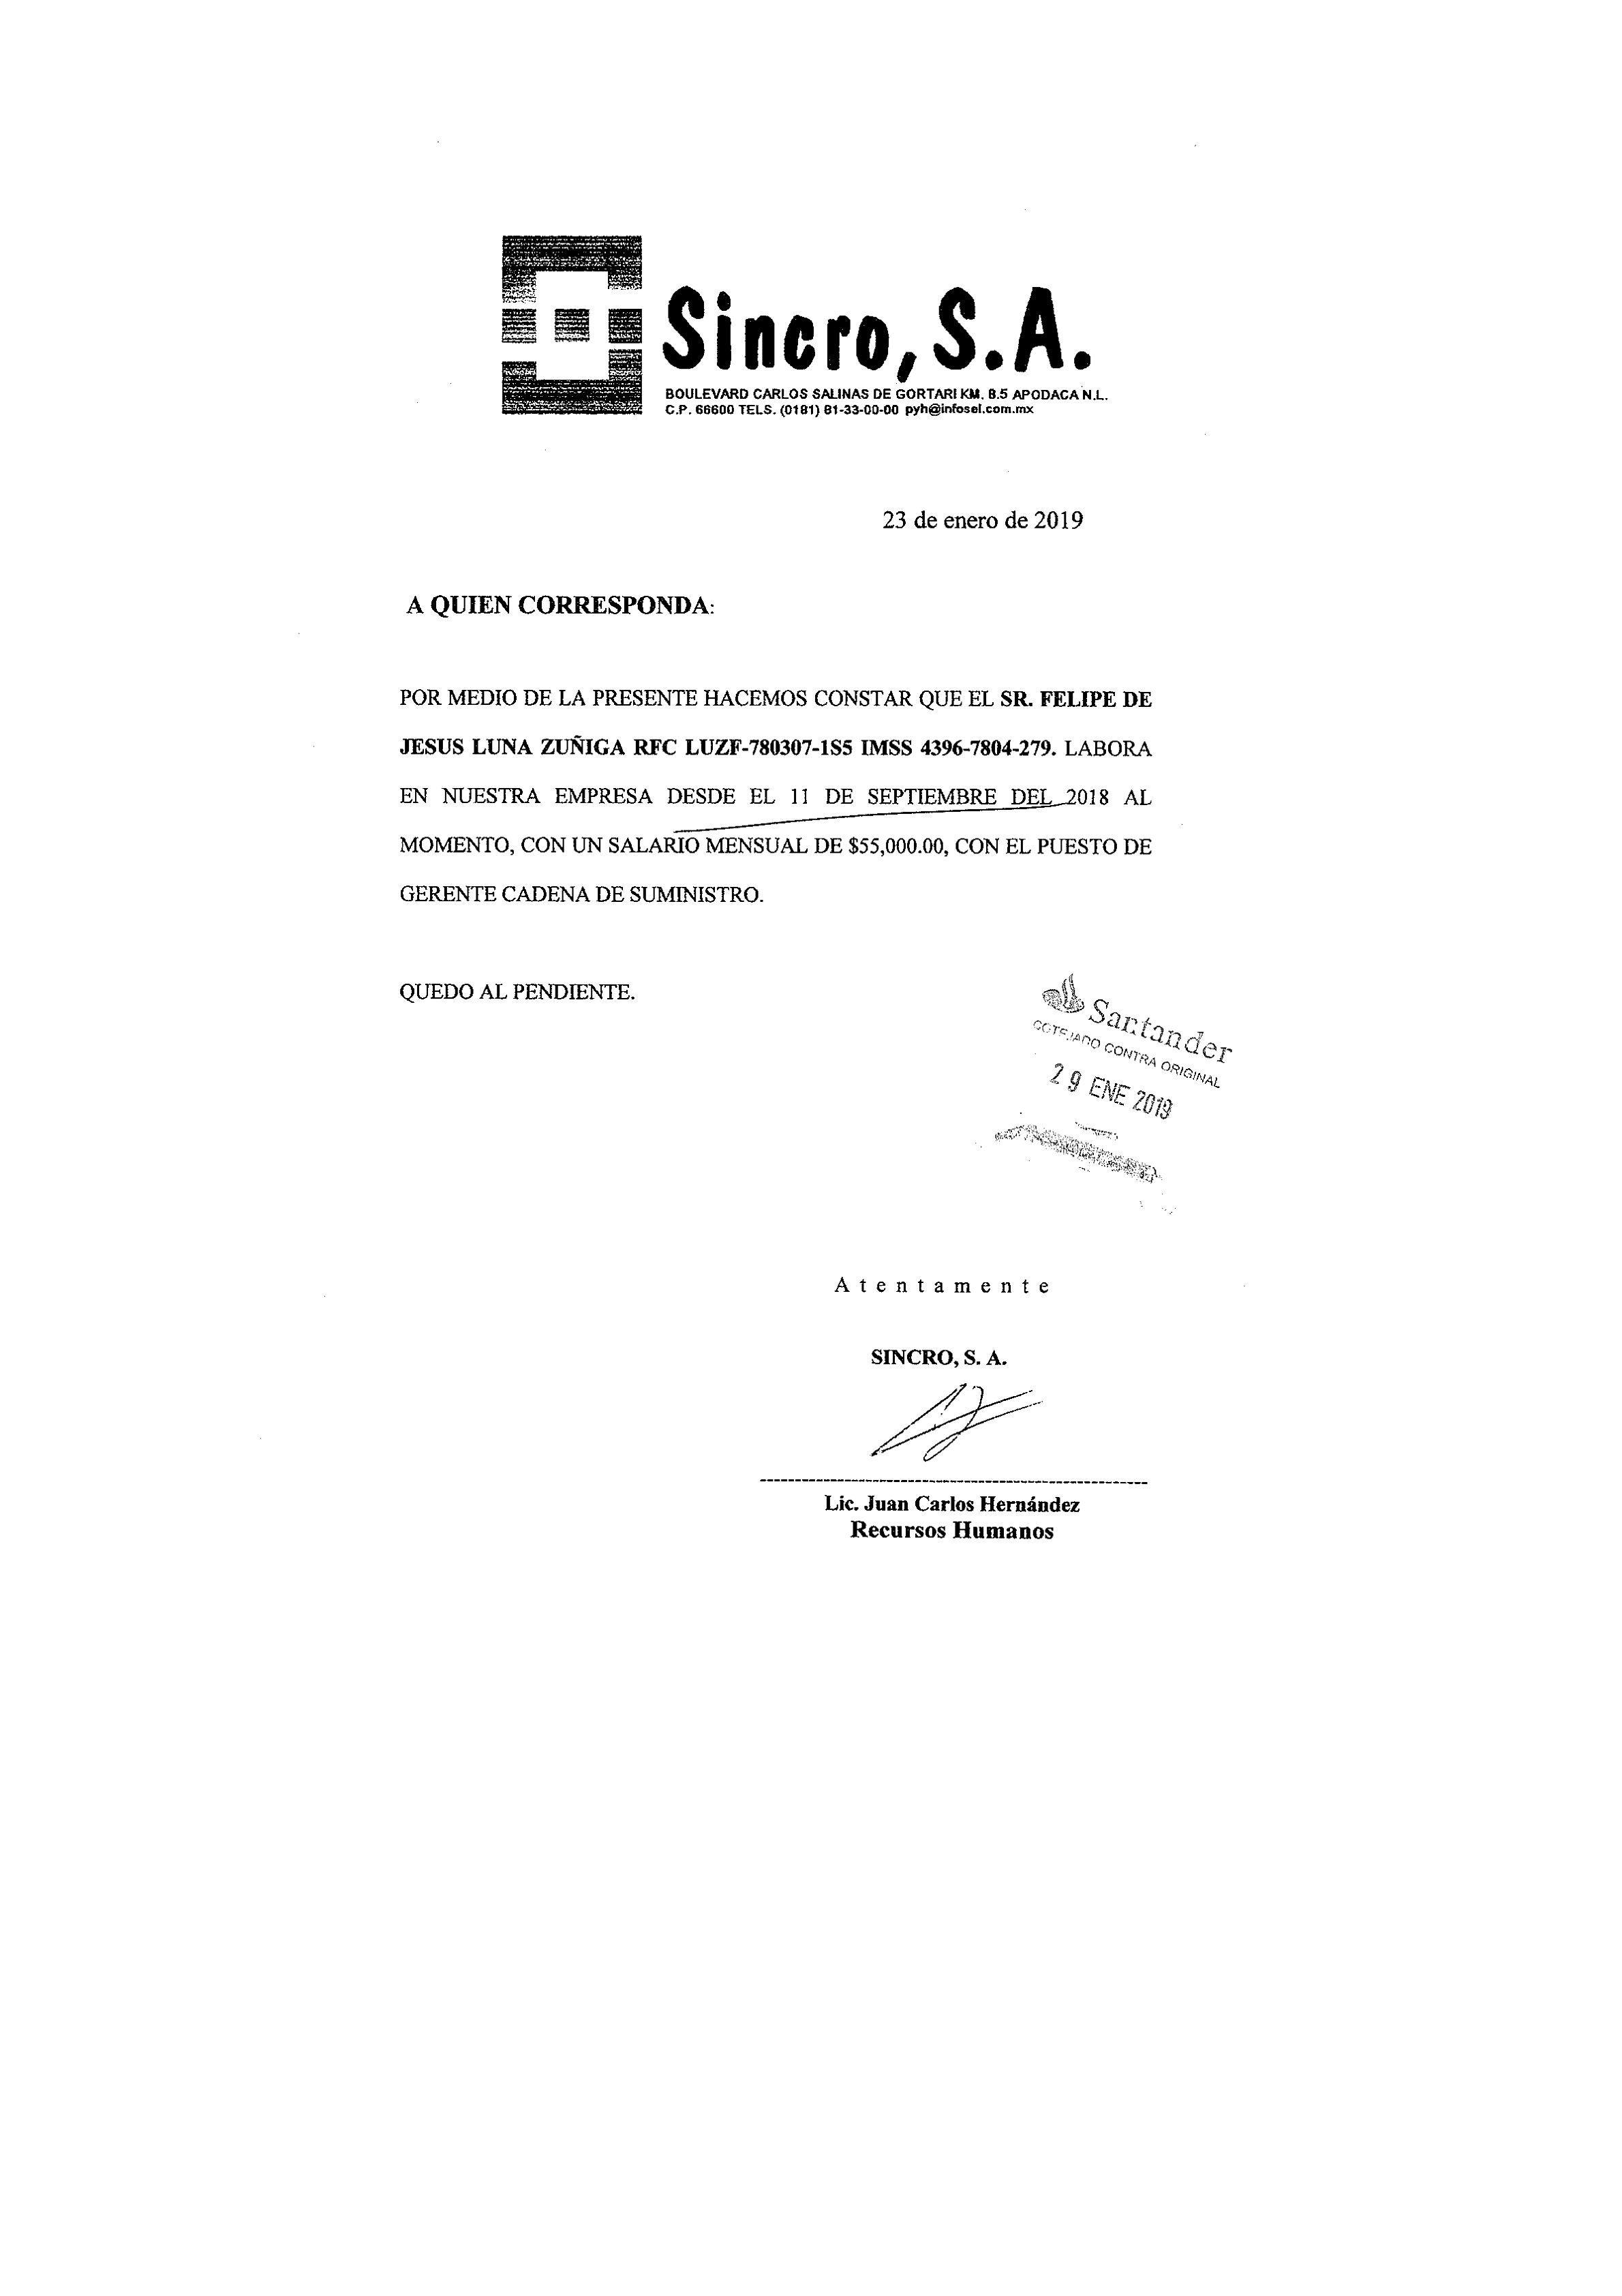 Sincro, S.A.
BOULEVARD CARLOS SALINAS DE GORTARI KM. 8.5 APODACA N.L.
C.P. 66600 TELS. (0181) 81-33-00-00 pyh@infosel.com.mx
23 de enero de 2019
A QUIEN CORRESPONDA:
POR MEDIO DE LA PRESENTE HACEMOS CONSTAR QUE EL SR. FELIPE DE
JESUS LUNA ZUÑIGA RFC LUZF-780307-1S5 IMSS 4396-7804-279. LABORA
EN NUESTRA EMPRESA DESDE EL 11 DE SEPTIEMBRE DEL 2018 AL
MOMENTO, CON UN SALARIO MENSUAL DE $55,000.00, CON EL PUESTO DE
GERENTE CADENA DE SUMINISTRO.
QUEDO AL PENDIENTE.
Santander
COTEJADO CONTRA ORIGINAL
29 ENE 2019
Atentamente
SINCRO, S. A.
Lic. Juan Carlos Hernández
Recursos Humanos